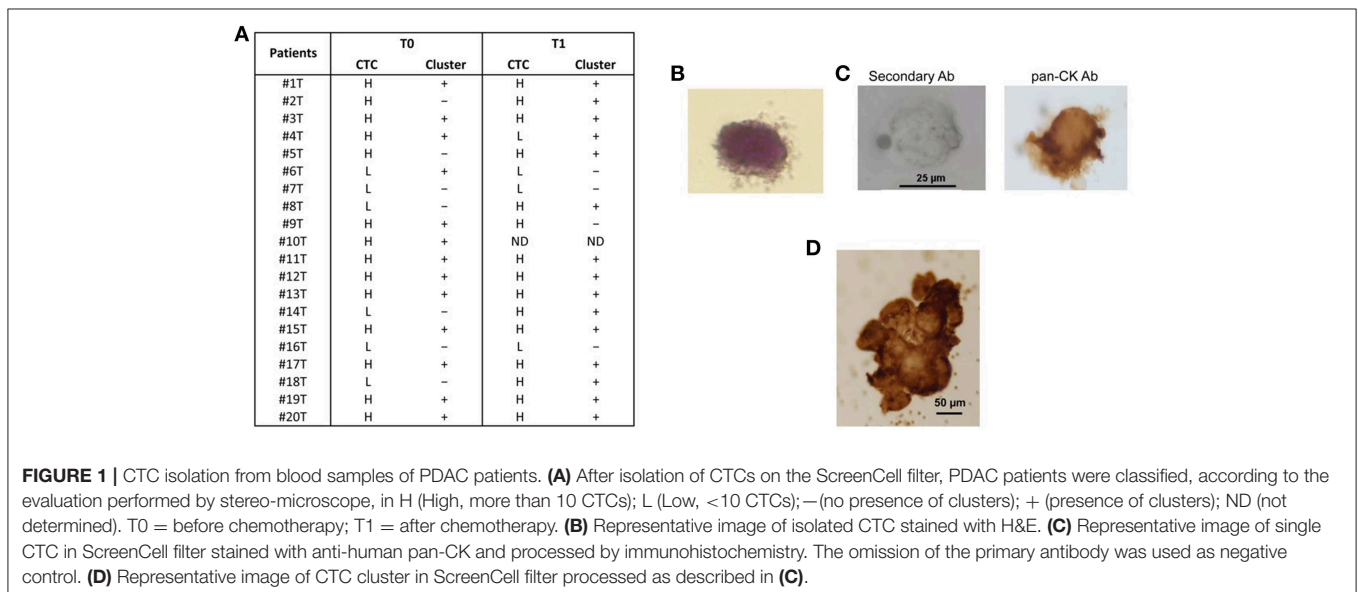 A
Patients T0 T1
CTC Cluster CTC Cluster
#1T H + H +
#2T H − H +
#3T H + H +
#4T H + L +
#5T H − H +
#6T L + L −
#7T L − L −
#8T L − H +
#9T H + H −
#10T H + ND ND
#11T H + H +
#12T H + H +
#13T H + H +
#14T L − H +
#15T H + H +
#16T L − L −
#17T H + H +
#18T L − H +
#19T H + H +
#20T H + H +
B
C
Secondary Ab pan-CK Ab
25 µm
D
50 µm
FIGURE 1 | CTC isolation from blood samples of PDAC patients. (A) After isolation of CTCs on the ScreenCell filter, PDAC patients were classified, according to the
evaluation performed by stereo-microscope, in H (High, more than 10 CTCs); L (Low, <10 CTCs);—(no presence of clusters); + (presence of clusters); ND (not
determined). T0 = before chemotherapy; T1 = after chemotherapy. (B) Representative image of isolated CTC stained with H&E. (C) Representative image of single
CTC in ScreenCell filter stained with anti-human pan-CK and processed by immunohistochemistry. The omission of the primary antibody was used as negative
control. (D) Representative image of CTC cluster in ScreenCell filter processed as described in (C).